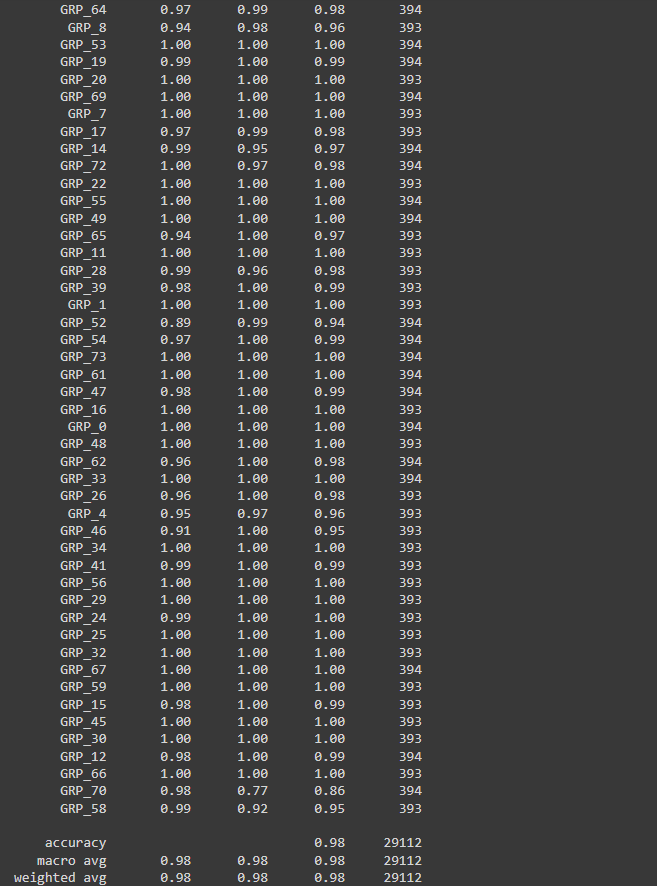 GRP_64 0.97 0.99 0.98 394
GRP_8 0.94 0.98 0.96 393
GRP_53 1.00 1.00 1.00 394
GRP_19 0.99 1.00 0.99 394
GRP_20 1.00 1.00 1.00 393
GRP_69 1.00 1.00 1.00 394
GRP_7 1.00 1.00 1.00 393
GRP_17 0.97 0.99 0.98 393
GRP_14 0.99 0.95 0.97 394
GRP_72 1.00 0.97 0.98 394
GRP_22 1.00 1.00 1.00 393
GRP_55 1.00 1.00 1.00 394
GRP_49 1.00 1.00 1.00 394
GRP_65 0.94 1.00 0.97 393
GRP_11 1.00 1.00 1.00 393
GRP_28 0.99 0.96 0.98 393
GRP_39 0.98 1.00 0.99 393
GRP_1 1.00 1.00 1.00 393
GRP_52 0.89 0.99 0.94 394
GRP_54 0.97 1.00 0.99 394
GRP_73 1.00 1.00 1.00 393
GRP_61 1.00 1.00 1.00 394
GRP_47 0.98 1.00 0.99 394
GRP_16 1.00 1.00 1.00 393
GRP_0 1.00 1.00 1.00 394
GRP_48 1.00 1.00 1.00 393
GRP_62 0.96 1.00 0.98 394
GRP_33 1.00 1.00 1.00 394
GRP_26 0.96 1.00 0.98 393
GRP_4 0.95 0.97 0.96 393
GRP_46 0.91 1.00 0.95 393
GRP_34 1.00 1.00 1.00 393
GRP_41 0.99 1.00 0.99 393
GRP_56 1.00 1.00 1.00 393
GRP_29 1.00 1.00 1.00 393
GRP_24 0.99 1.00 1.00 393
GRP_25 1.00 1.00 1.00 393
GRP_32 1.00 1.00 1.00 393
GRP_67 1.00 1.00 1.00 394
GRP_59 1.00 1.00 1.00 393
GRP_15 0.98 1.00 0.99 393
GRP_45 1.00 1.00 1.00 393
GRP_30 1.00 1.00 1.00 393
GRP_12 0.98 1.00 0.99 394
GRP_66 1.00 1.00 1.00 393
GRP_70 0.98 0.77 0.86 394
GRP_58 0.99 0.92 0.95 393
accuracy 0.98 29112
macro avg 0.98 0.98 0.98 29112
weighted avg 0.98 0.98 0.98 29112